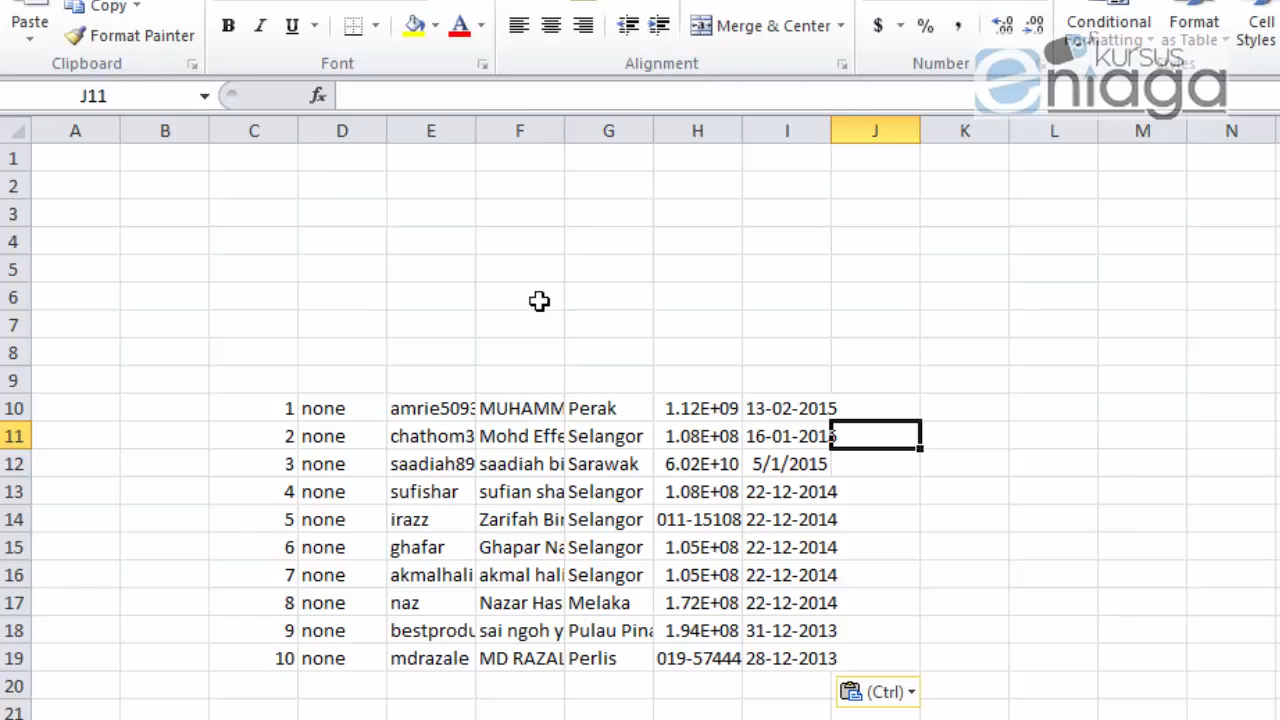 Paste Copy
Format Painter
B I U A
Merge & Center
$ % ,
Conditional Format Cell
Formatting as Table Styles
Clipboard Font Alignment Number Styles
kursus
eniaga
J11 fx
A B C D E F G H I J K L M N
1
2
3
4
5
6
7
8
9
10 1 none amrie5093 MUHAMM Perak 1.12E+09 13-02-2015
11 2 none chathom3 Mohd Effe Selangor 1.08E+08 16-01-2015
12 3 none saadiah89 saadiah bi Sarawak 6.02E+10 5/1/2015
13 4 none sufishar sufian sha Selangor 1.08E+08 22-12-2014
14 5 none irazz Zarifah Bin Selangor 011-15108 22-12-2014
15 6 none ghafar Ghapar Na Selangor 1.05E+08 22-12-2014
16 7 none akmalhali akmal hali Selangor 1.05E+08 22-12-2014
17 8 none naz Nazar Has Melaka 1.72E+08 22-12-2014
18 9 none bestprodu sai ngoh y Pulau Pina 1.94E+08 31-12-2013
19 10 none mdrazale MD RAZAL Perlis 019-57444 28-12-2013
20
(Ctrl)
21